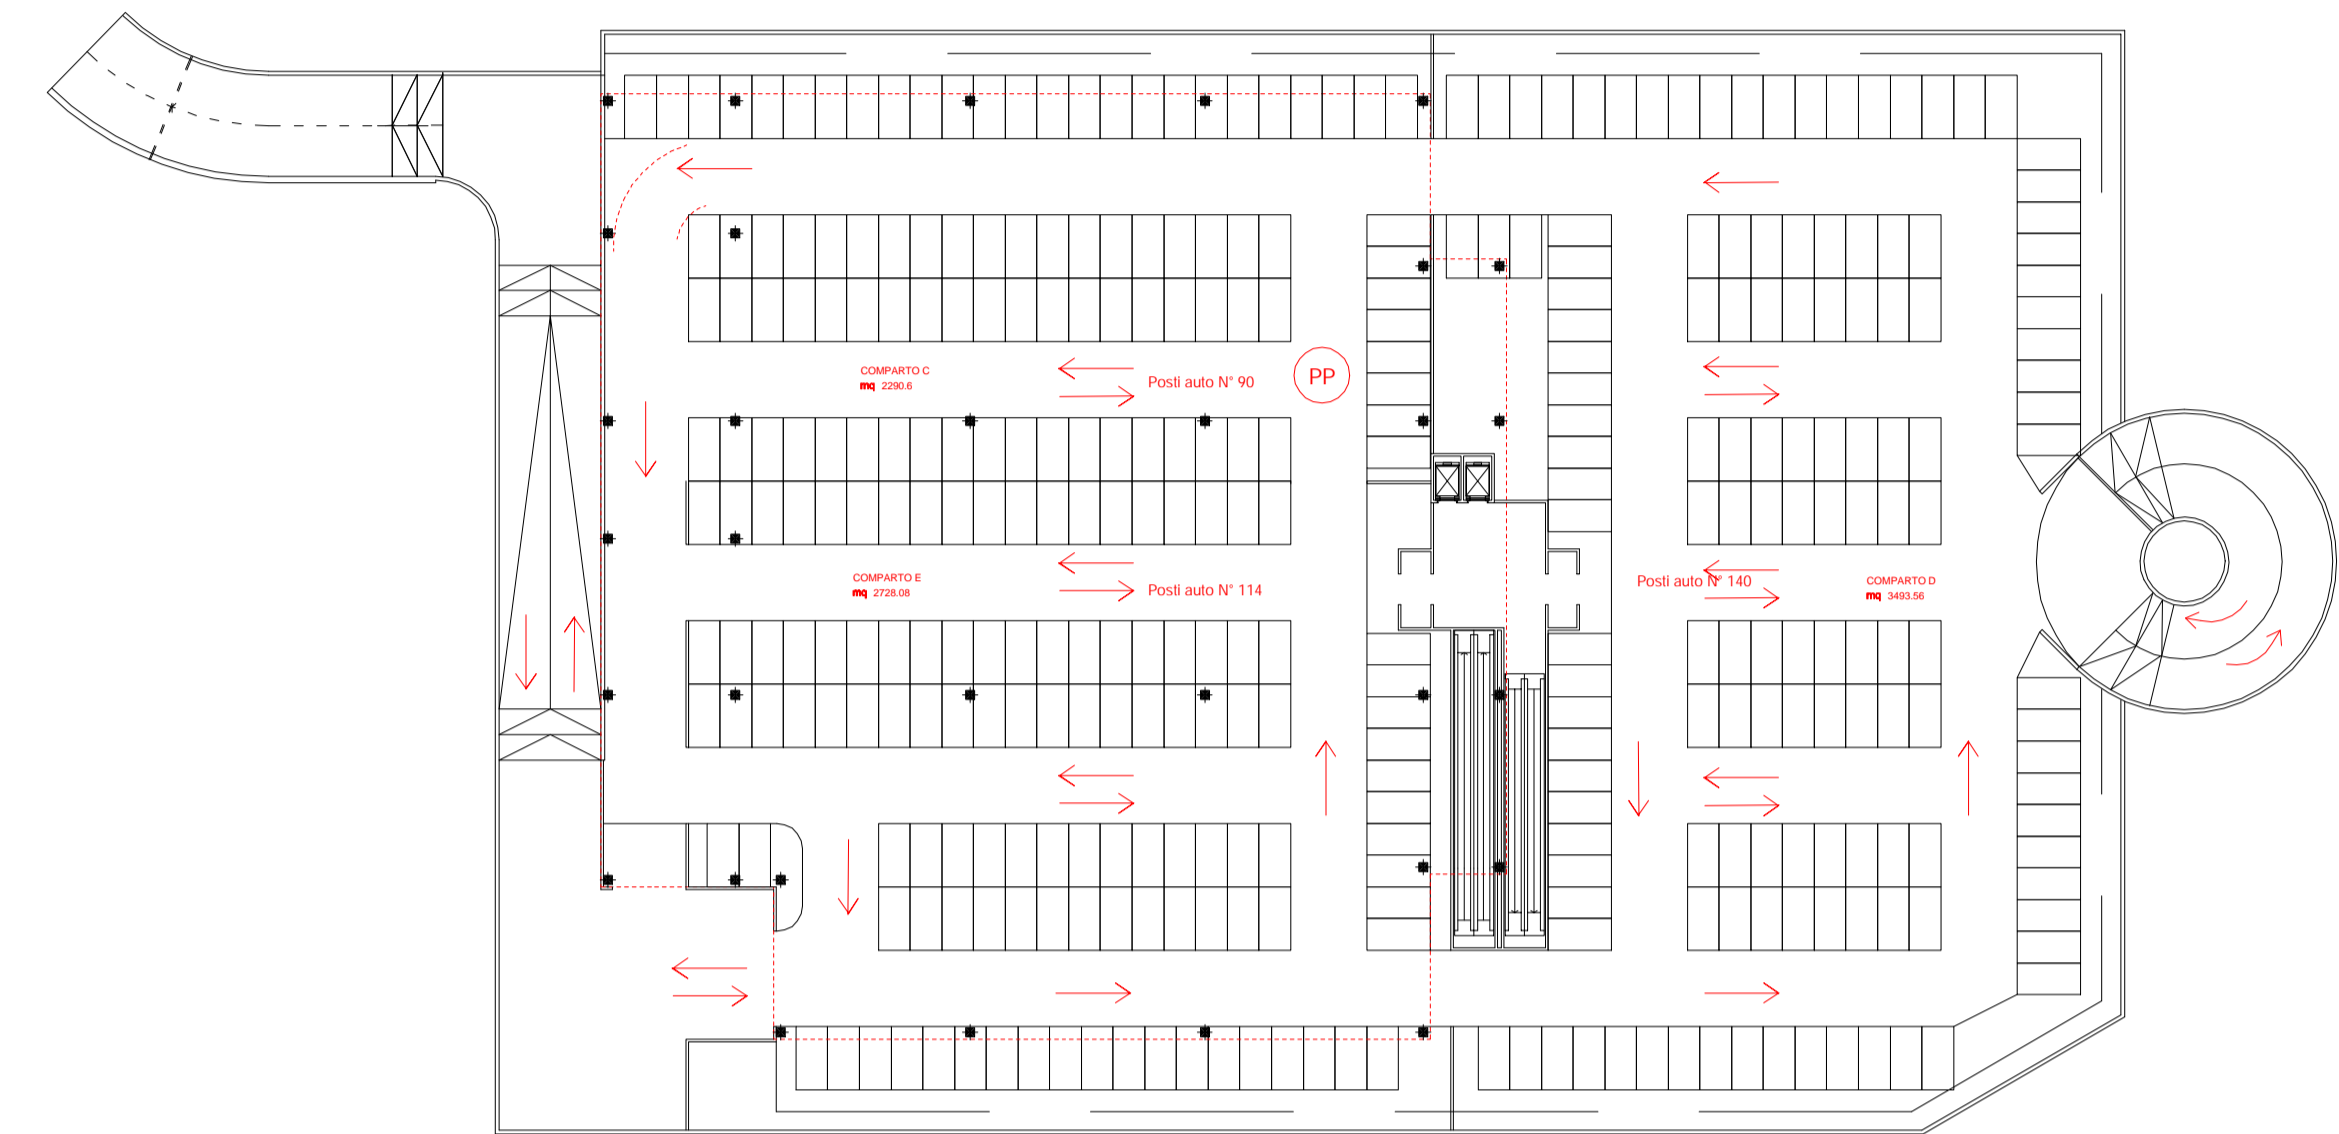 COMPARTO C
mq 2290.6
Posti auto N° 90
PP
COMPARTO E
mq 2728.08
Posti auto N° 114
Posti auto N° 140
COMPARTO D
mq 3493.56